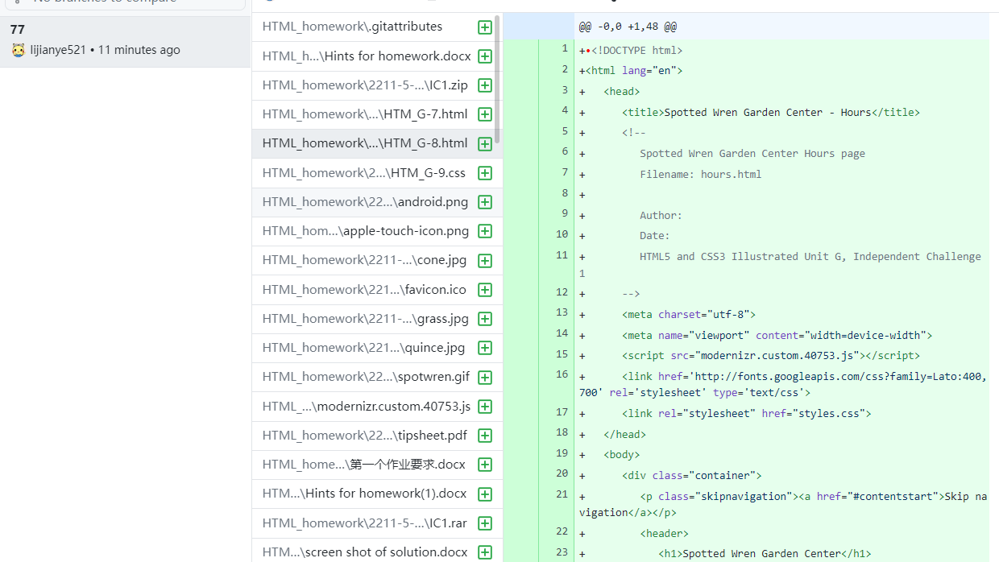 77
lijianye521 • 11 minutes ago
HTML_homework\.gitattributes
HTML_h...\Hints for homework.docx
HTML_homework\2211-5-...\IC1.zip
HTML_homework\...\HTM_G-7.html
HTML_homework\...\HTM_G-8.html
HTML_homework\2...\HTM_G-9.css
HTML_homework\22...\android.png
HTML_hom...\apple-touch-icon.png
HTML_homework\2211-...\cone.jpg
HTML_homework\221...\favicon.ico
HTML_homework\2211-...\grass.jpg
HTML_homework\221...\quince.jpg
HTML_homework\22...\spotwren.gif
HTML_...\modernizr.custom.40753.js
HTML_homework\22...\tipsheet.pdf
HTML_home...\第一个作业要求.docx
HTM...\Hints for homework(1).docx
HTML_homework\2211-5-...\IC1.rar
HTM...\screen shot of solution.docx
@@ -0,0 +1,48 @@
1 +•<!DOCTYPE html>
2 +<html lang="en">
3 + <head>
4 + <title>Spotted Wren Garden Center - Hours</title>
5 + <!--
6 + Spotted Wren Garden Center Hours page
7 + Filename: hours.html
8 +
9 + Author:
10 + Date:
11 + HTML5 and CSS3 Illustrated Unit G, Independent Challenge
1
12 + -->
13 + <meta charset="utf-8">
14 + <meta name="viewport" content="width=device-width">
15 + <script src="modernizr.custom.40753.js"></script>
16 + <link href='http://fonts.googleapis.com/css?family=Lato:400,
700' rel='stylesheet' type='text/css'>
17 + <link rel="stylesheet" href="styles.css">
18 + </head>
19 + <body>
20 + <div class="container">
21 + <p class="skipnavigation"><a href="#contentstart">Skip na
vigation</a></p>
22 + <header>
23 + <h1>Spotted Wren Garden Center</h1>